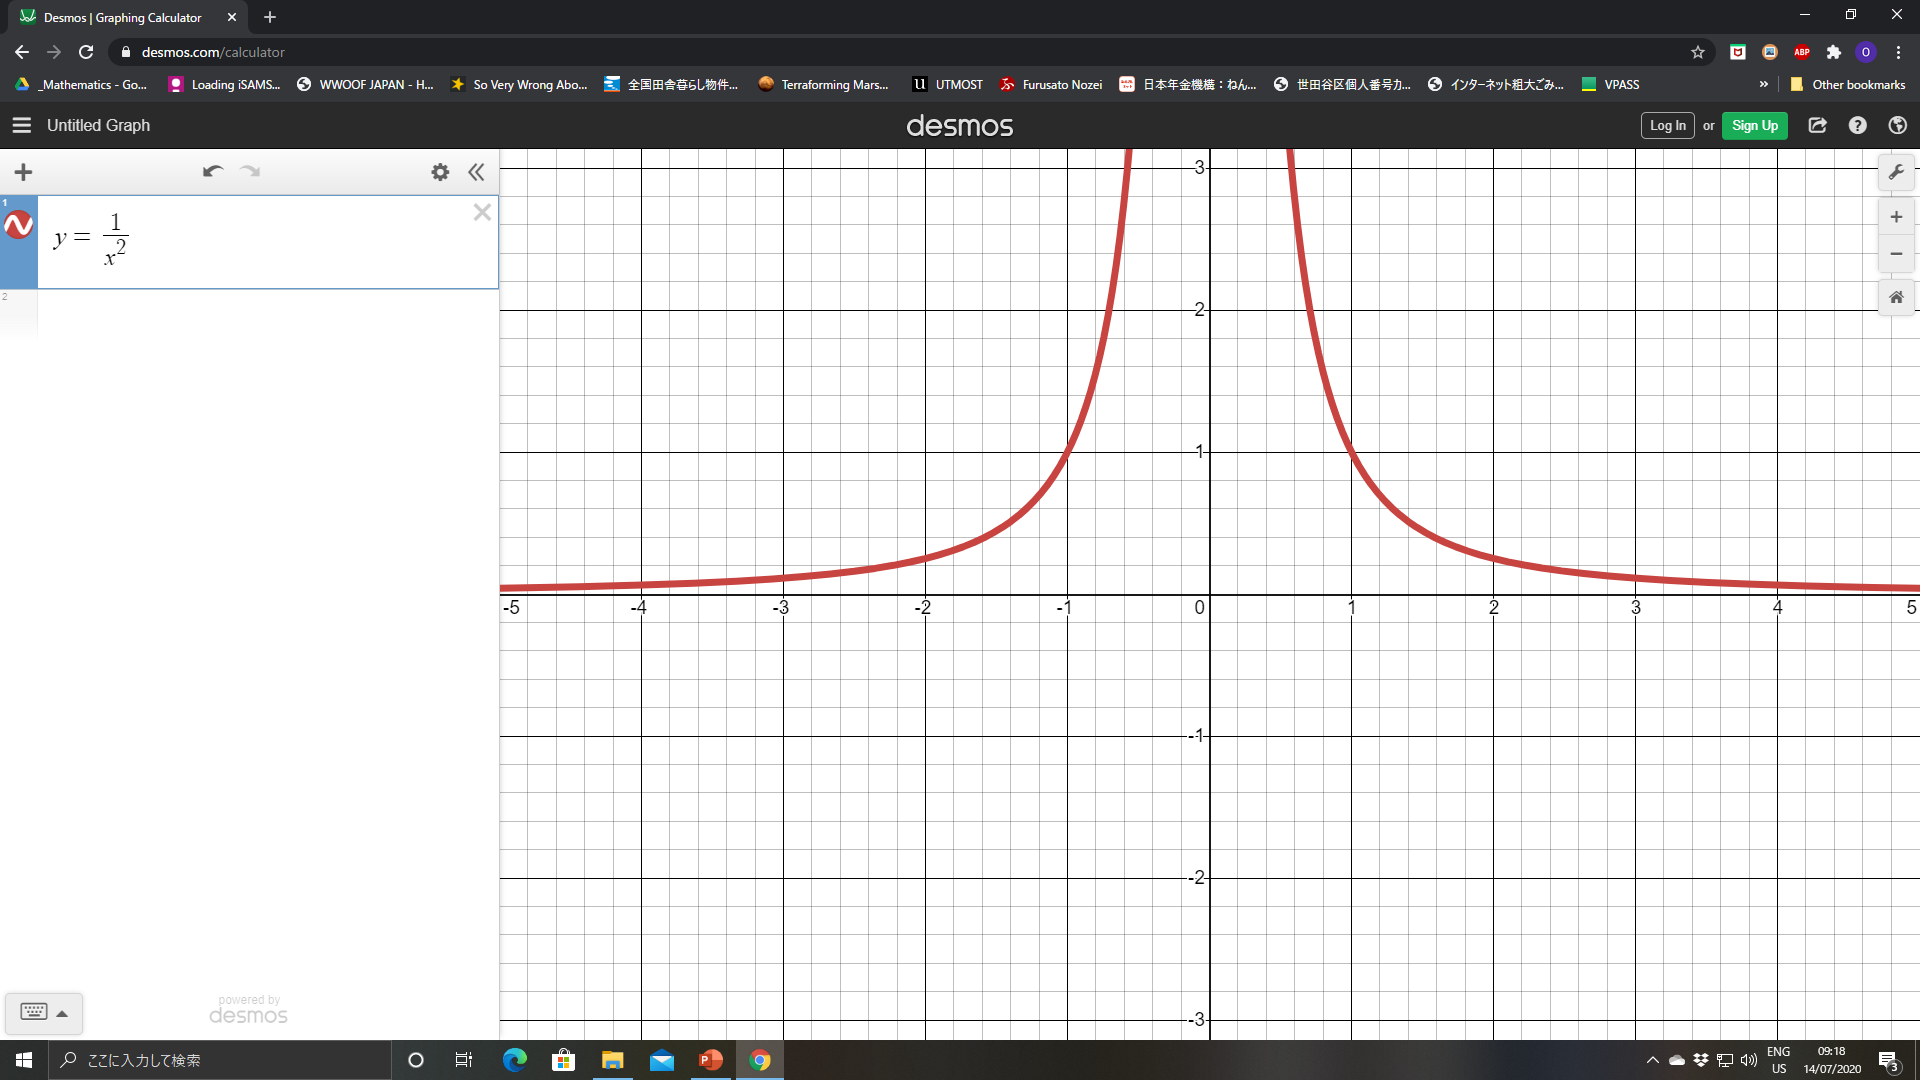 Desmos | Graphing Calculator
desmos.com/calculator
_Mathematics - Go...
Loading iSAMS...
WWOOF JAPAN - H...
So Very Wrong Abo...
全国田舎暮らし物件...
Terraforming Mars...
UTMOST
Furusato Nozei
日本年金機構：ねん...
世田谷区個人番号カ...
インターネット粗大ごみ...
VPASS
»
Other bookmarks
ABP
O
Untitled Graph
desmos
Log In or Sign Up
1
y = 1/x²
2
3
2
1
-5 -4 -3 -2 -1 0 1 2 3 4 5
-1
-2
-3
powered by
desmos
ここに入力して検索
ENG
US
09:18
14/07/2020
3